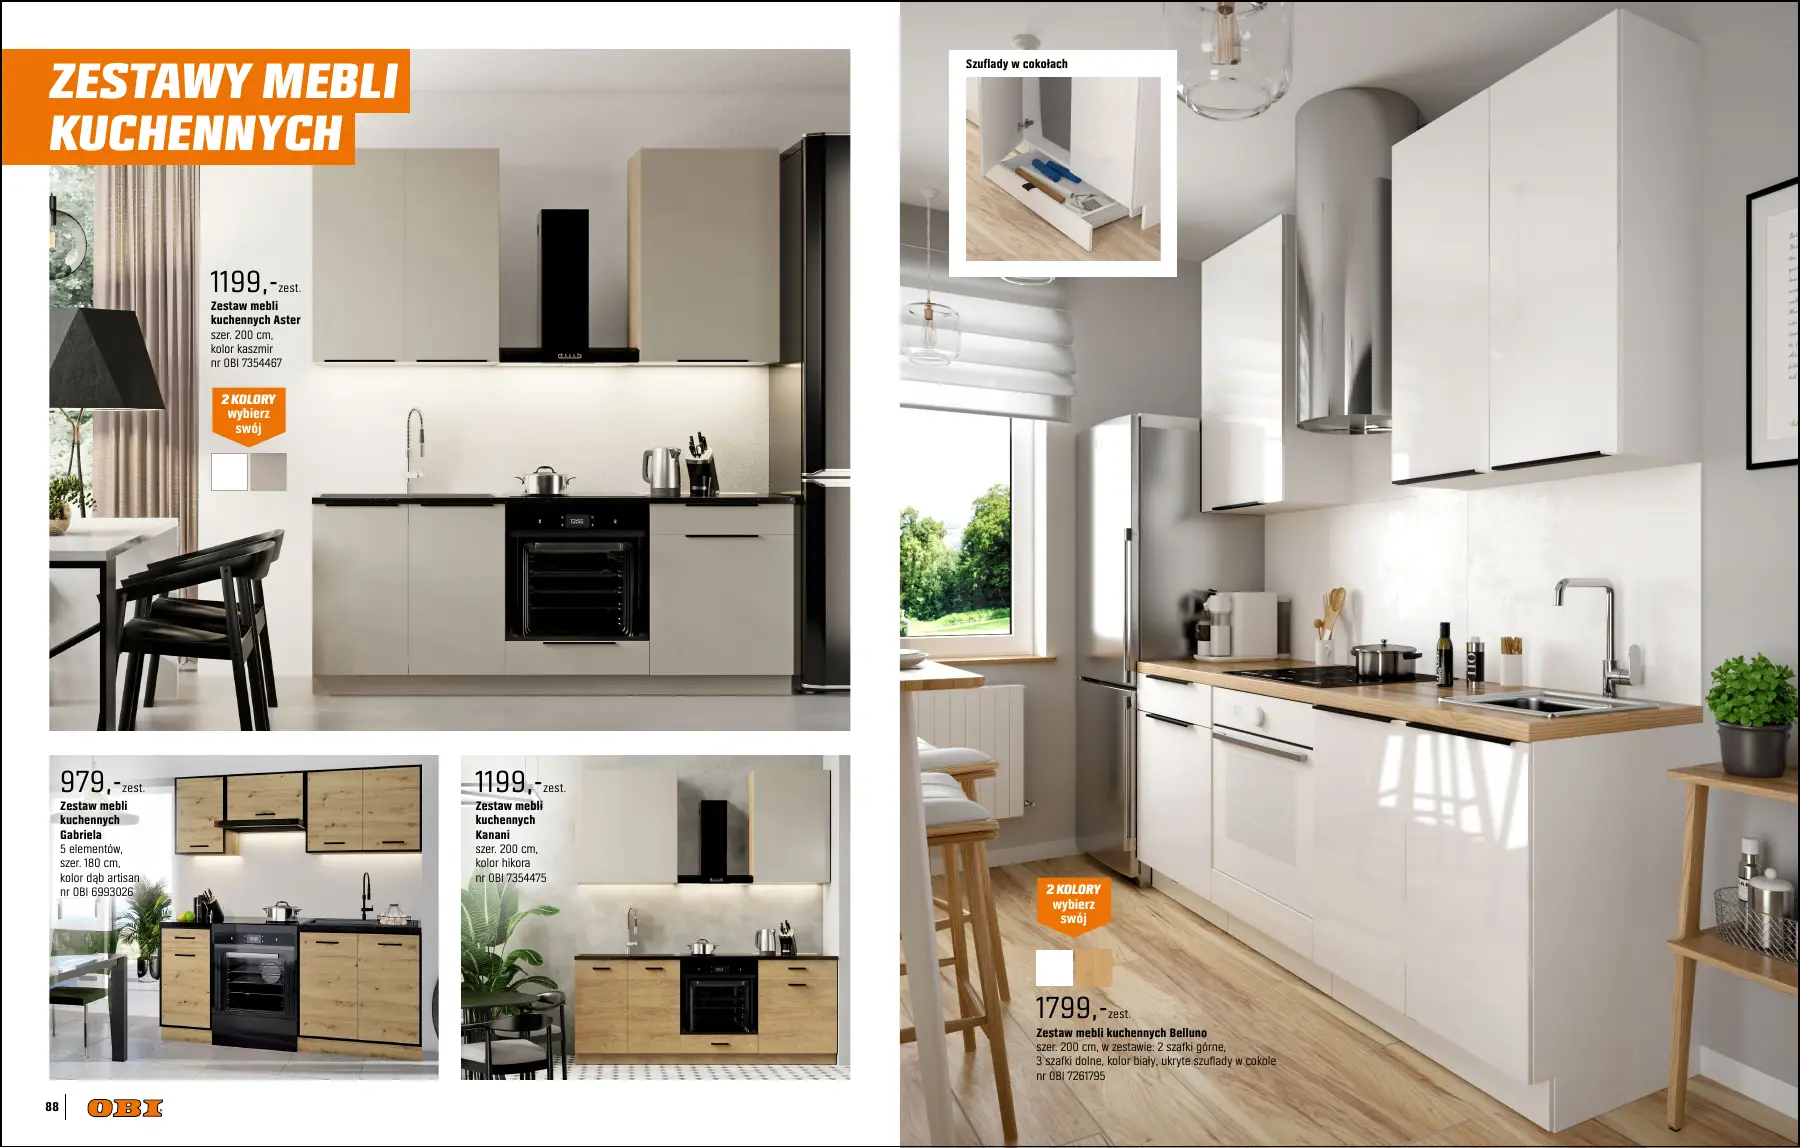 ZESTAWY MEBLI
KUCHENNYCH
1199,-zest.
Zestaw mebli
kuchennych Aster
szer. 200 cm,
kolor kaszmir
nr OBI 7354467
2 KOLORY
wybierz
swój
979,-zest.
Zestaw mebli
kuchennych
Gabriela
5 elementów,
szer. 180 cm,
kolor dąb artisan
nr OBI 6993026
1199,-zest.
Zestaw mebli
kuchennych
Kanani
szer. 200 cm,
kolor hikora
nr OBI 7354475
88
OBI
Szuflady w cokołach
2 KOLORY
wybierz
swój
1799,-zest.
Zestaw mebli kuchennych Belluno
szer. 200 cm, w zestawie: 2 szafki górne,
3 szafki dolne, kolor biały, ukryte szuflady w cokole
nr OBI 7261795